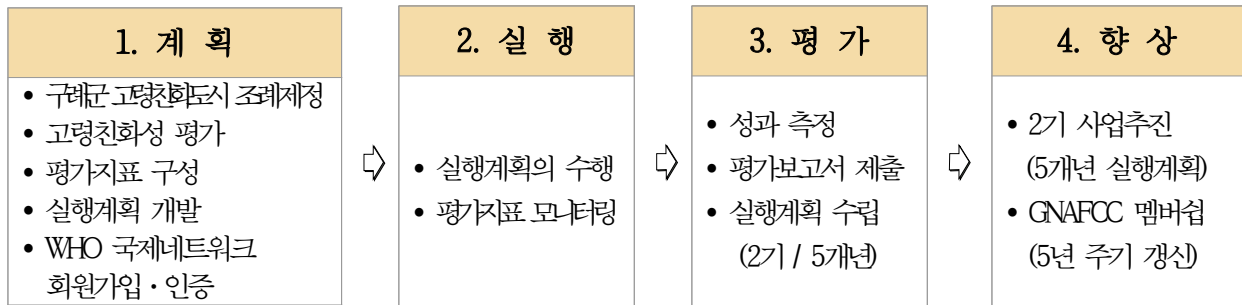 1. 계 획
• 구례군 고령친화도시 조례제정
• 고령친화성 평가
• 평가지표 구성
• 실행계획 개발
• WHO 국제네트워크
회원가입・인증
2. 실 행
• 실행계획의 수행
• 평가지표 모니터링
3. 평 가
• 성과 측정
• 평가보고서 제출
• 실행계획 수립
(2기 / 5개년)
4. 향 상
• 2기 사업추진
(5개년 실행계획)
• GNAFCC 멤버쉽
(5년 주기 갱신)